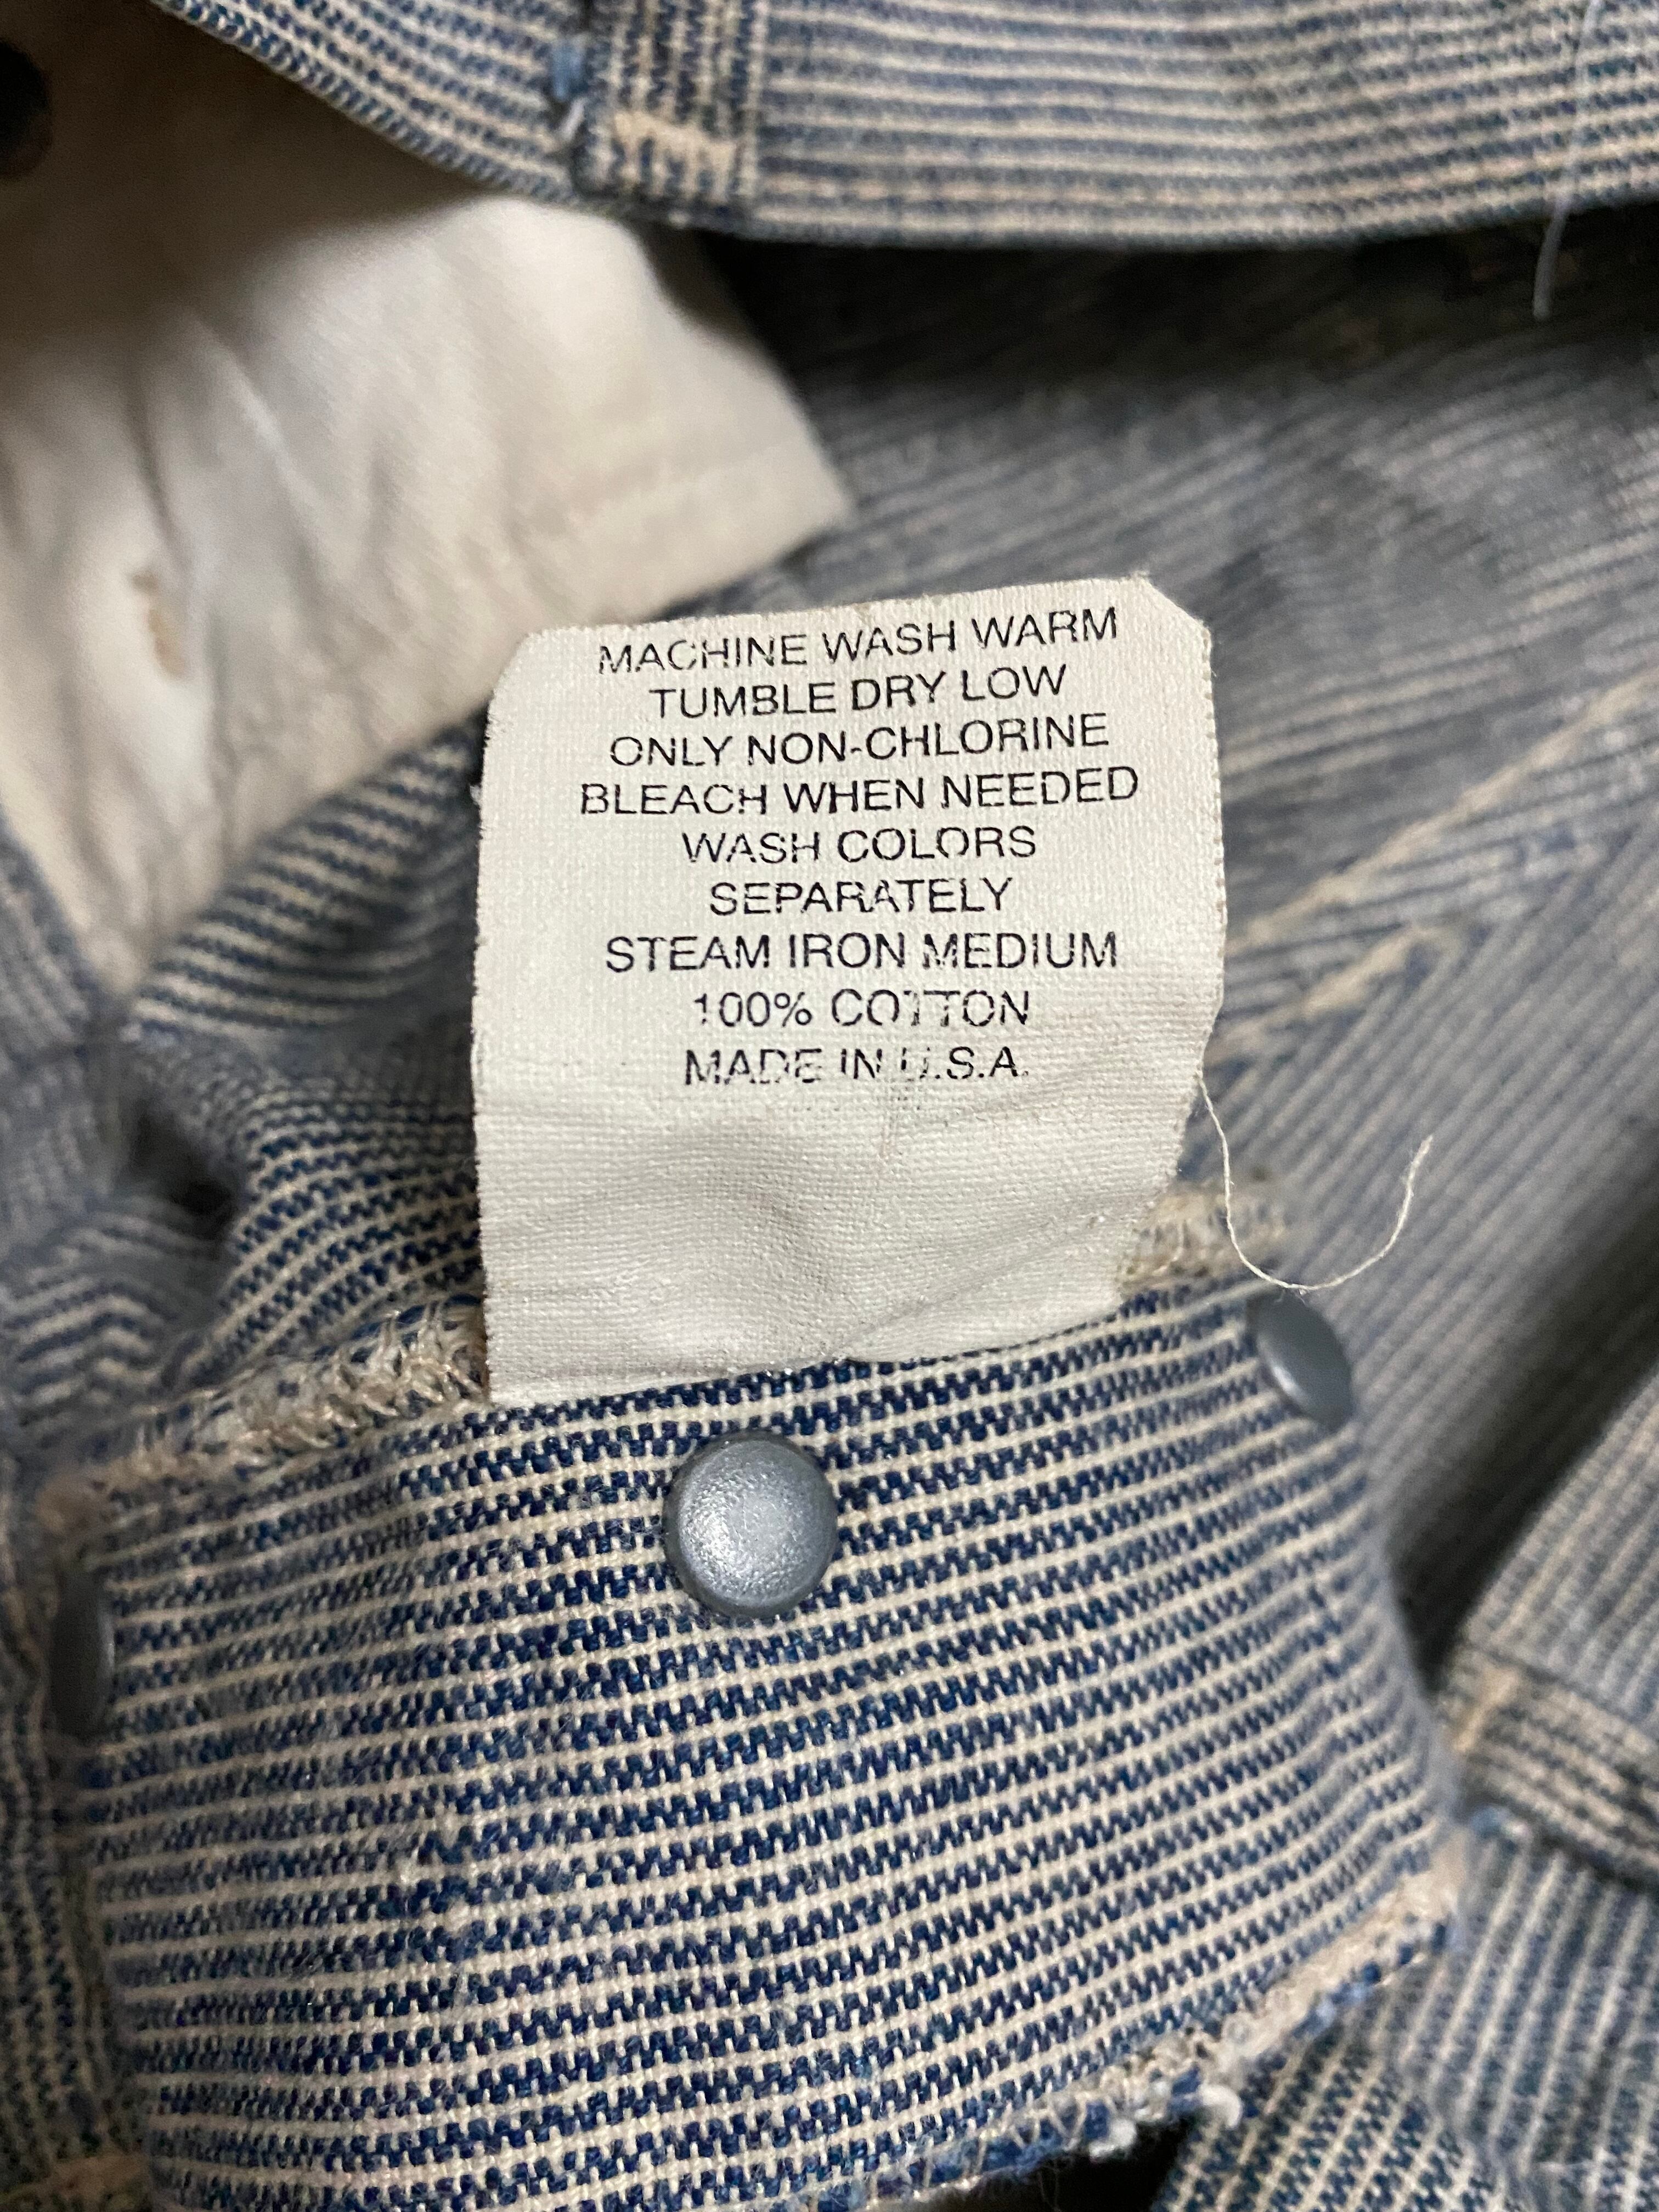 MACHINE WASH WARM
TUMBLE DRY LOW
ONLY NON-CHLORINE
BLEACH WHEN NEEDED
WASH COLORS
SEPARATELY
STEAM IRON MEDIUM
100% COTTON
MADE IN U.S.A.